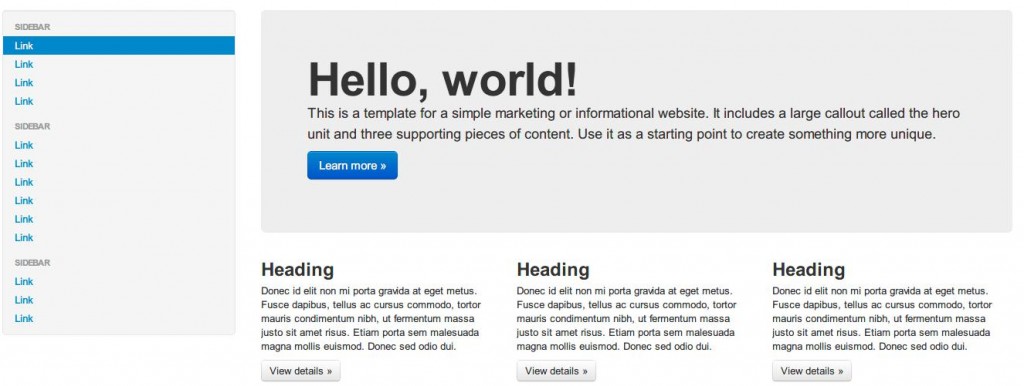 SIDEBAR
Link
Link
Link
Link
SIDEBAR
Link
Link
Link
Link
Link
Link
SIDEBAR
Link
Link
Link
Hello, world!
This is a template for a simple marketing or informational website. It includes a large callout called the hero
unit and three supporting pieces of content. Use it as a starting point to create something more unique.
Learn more »
Heading
Donec id elit non mi porta gravida at eget metus.
Fusce dapibus, tellus ac cursus commodo, tortor
mauris condimentum nibh, ut fermentum massa
justo sit amet risus. Etiam porta sem malesuada
magna mollis euismod. Donec sed odio dui.
View details »
Heading
Donec id elit non mi porta gravida at eget metus.
Fusce dapibus, tellus ac cursus commodo, tortor
mauris condimentum nibh, ut fermentum massa
justo sit amet risus. Etiam porta sem malesuada
magna mollis euismod. Donec sed odio dui.
View details »
Heading
Donec id elit non mi porta gravida at eget metus.
Fusce dapibus, tellus ac cursus commodo, tortor
mauris condimentum nibh, ut fermentum massa
justo sit amet risus. Etiam porta sem malesuada
magna mollis euismod. Donec sed odio dui.
View details »